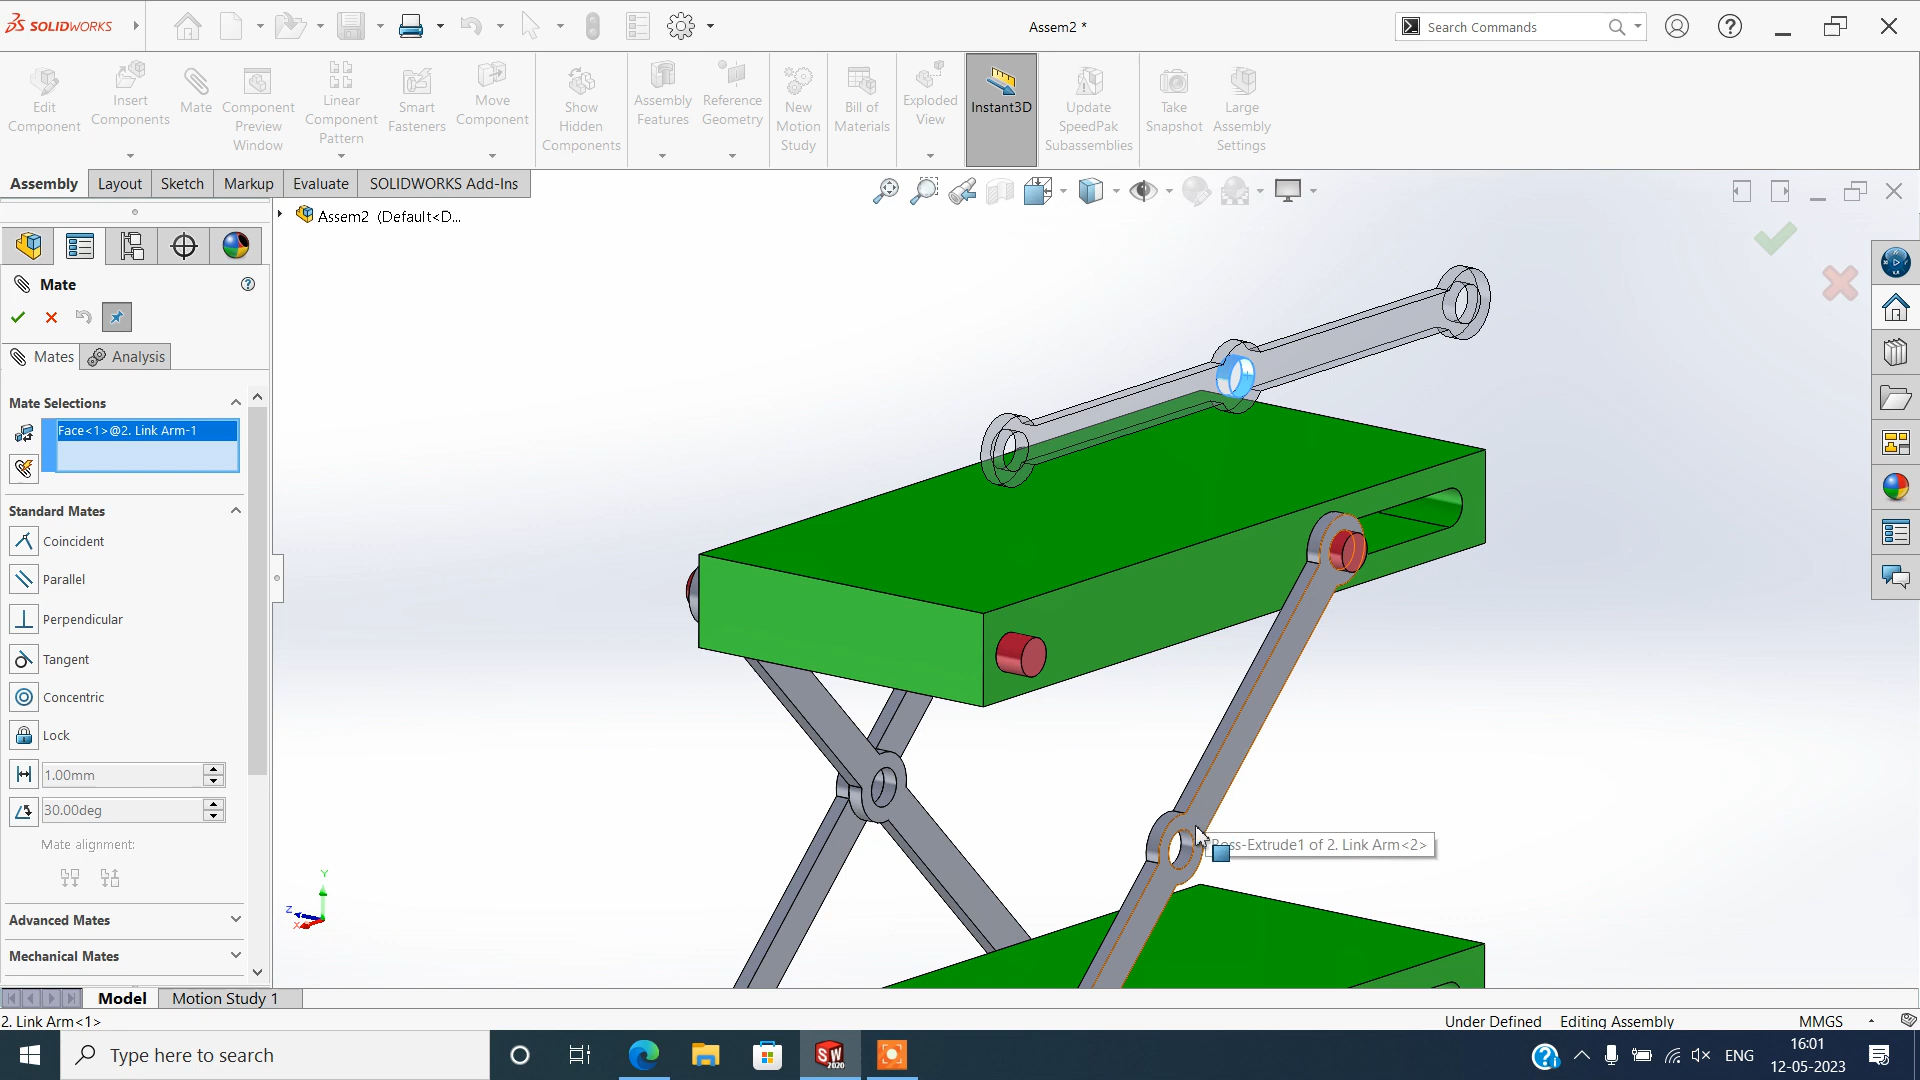 SOLIDWORKS
Assem2 *
Search Commands
Edit
Component
Insert
Components
Mate
Component
Preview
Window
Linear
Component
Pattern
Smart
Fasteners
Move
Component
Show
Hidden
Components
Assembly
Features
Reference
Geometry
New
Motion
Study
Bill of
Materials
Exploded
View
Instant3D
Update
SpeedPak
Subassemblies
Take
Snapshot
Large
Assembly
Settings
Assembly
Layout
Sketch
Markup
Evaluate
SOLIDWORKS Add-Ins
Assem2 (Default<D...
Mate
Mates
Analysis
Mate Selections
Face<1>@2. Link Arm-1
Standard Mates
Coincident
Parallel
Perpendicular
Tangent
Concentric
Lock
1.00mm
30.00deg
Mate alignment:
Advanced Mates
Mechanical Mates
Y
Z
X
Boss-Extrude1 of 2. Link Arm<2>
Model
Motion Study 1
2. Link Arm<1>
Under Defined
Editing Assembly
MMGS
Type here to search
SW
2020
ENG
16:01
12-05-2023